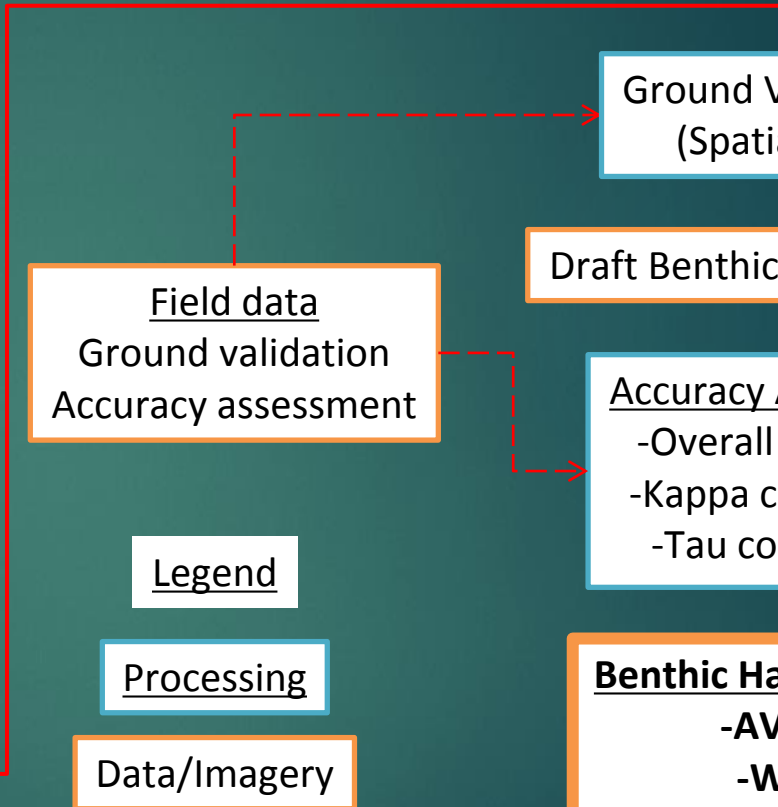 Ground
(Spatia
Draft Benthic
Field data
Ground validation
Accuracy assessment
Accuracy
-Overall
-Kappa c
-Tau co
Legend
Processing
Benthic Ha
-AV
-W
Data/Imagery